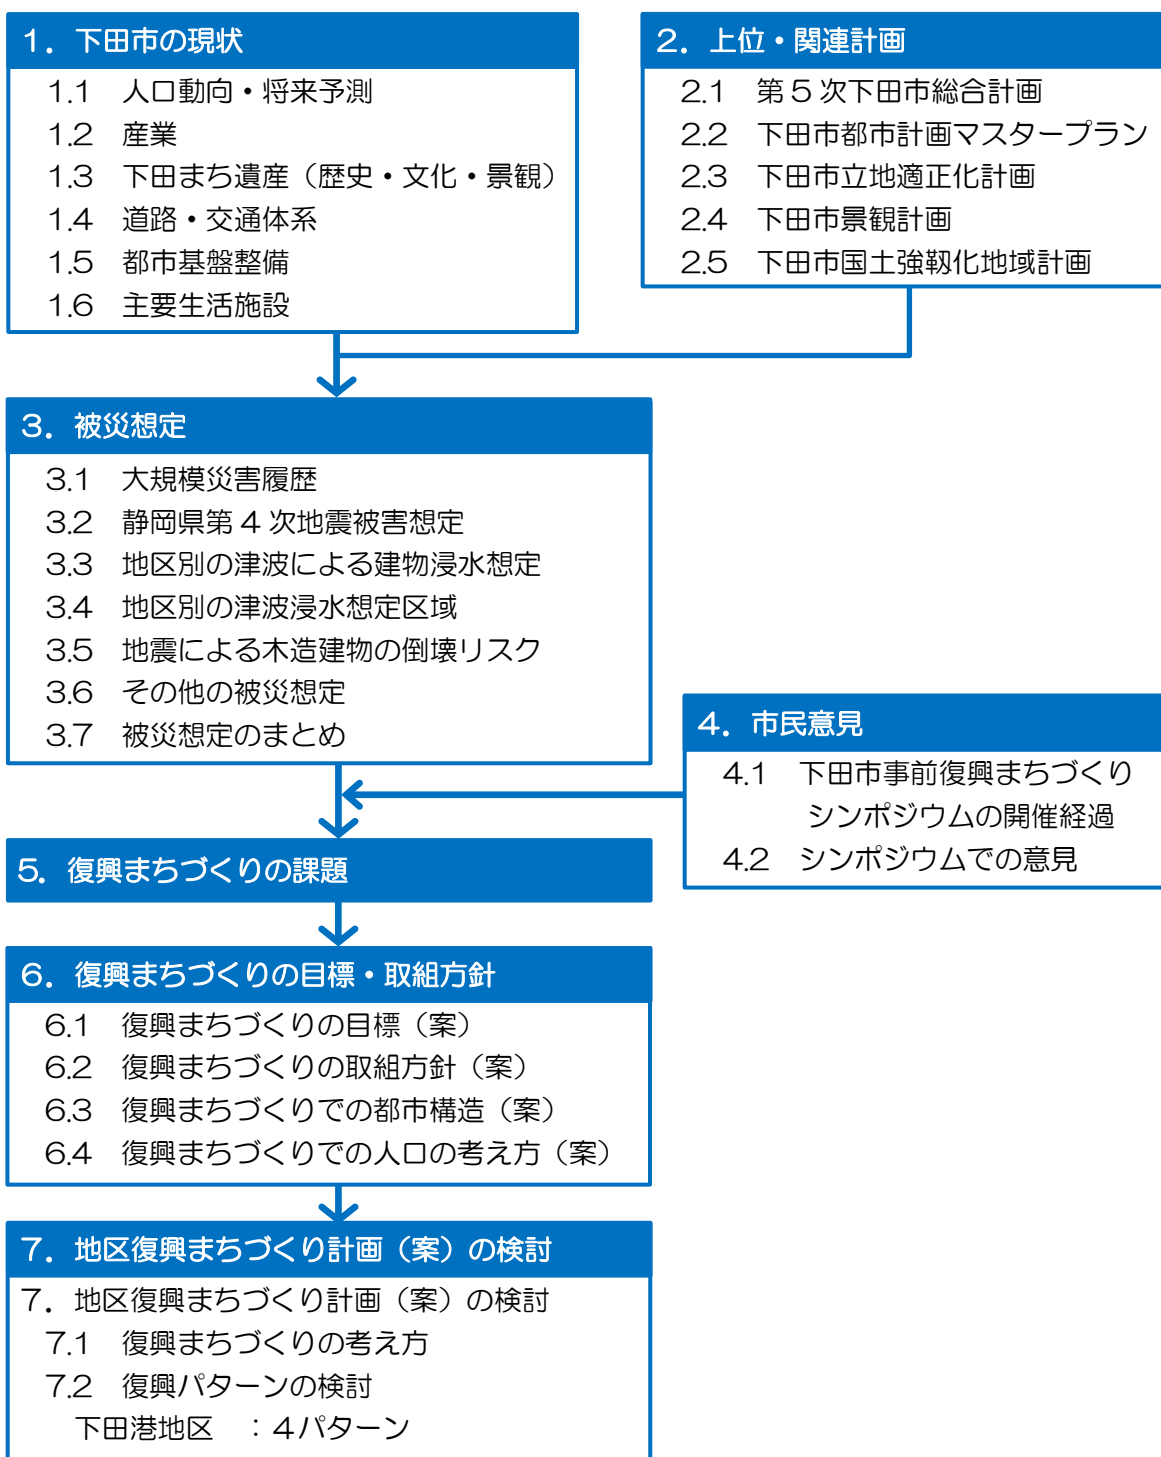 1．下田市の現状
1.1　人口動向・将来予測
1.2　産業
1.3　下田まち遺産（歴史・文化・景観）
1.4　道路・交通体系
1.5　都市基盤整備
1.6　主要生活施設
2．上位・関連計画
2.1　第5次下田市総合計画
2.2　下田市都市計画マスタープラン
2.3　下田市立地適正化計画
2.4　下田市景観計画
2.5　下田市国土強靱化地域計画
3．被災想定
3.1　大規模災害履歴
3.2　静岡県第4次地震被害想定
3.3　地区別の津波による建物浸水想定
3.4　地区別の津波浸水想定区域
3.5　地震による木造建物の倒壊リスク
3.6　その他の被災想定
3.7　被災想定のまとめ
4．市民意見
4.1　下田市事前復興まちづくり
シンポジウムの開催経過
4.2　シンポジウムでの意見
5．復興まちづくりの課題
6．復興まちづくりの目標・取組方針
6.1　復興まちづくりの目標（案）
6.2　復興まちづくりの取組方針（案）
6.3　復興まちづくりでの都市構造（案）
6.4　復興まちづくりでの人口の考え方（案）
7．地区復興まちづくり計画（案）の検討
7．地区復興まちづくり計画（案）の検討
7.1　復興まちづくりの考え方
7.2　復興パターンの検討
下田港地区　：4パターン